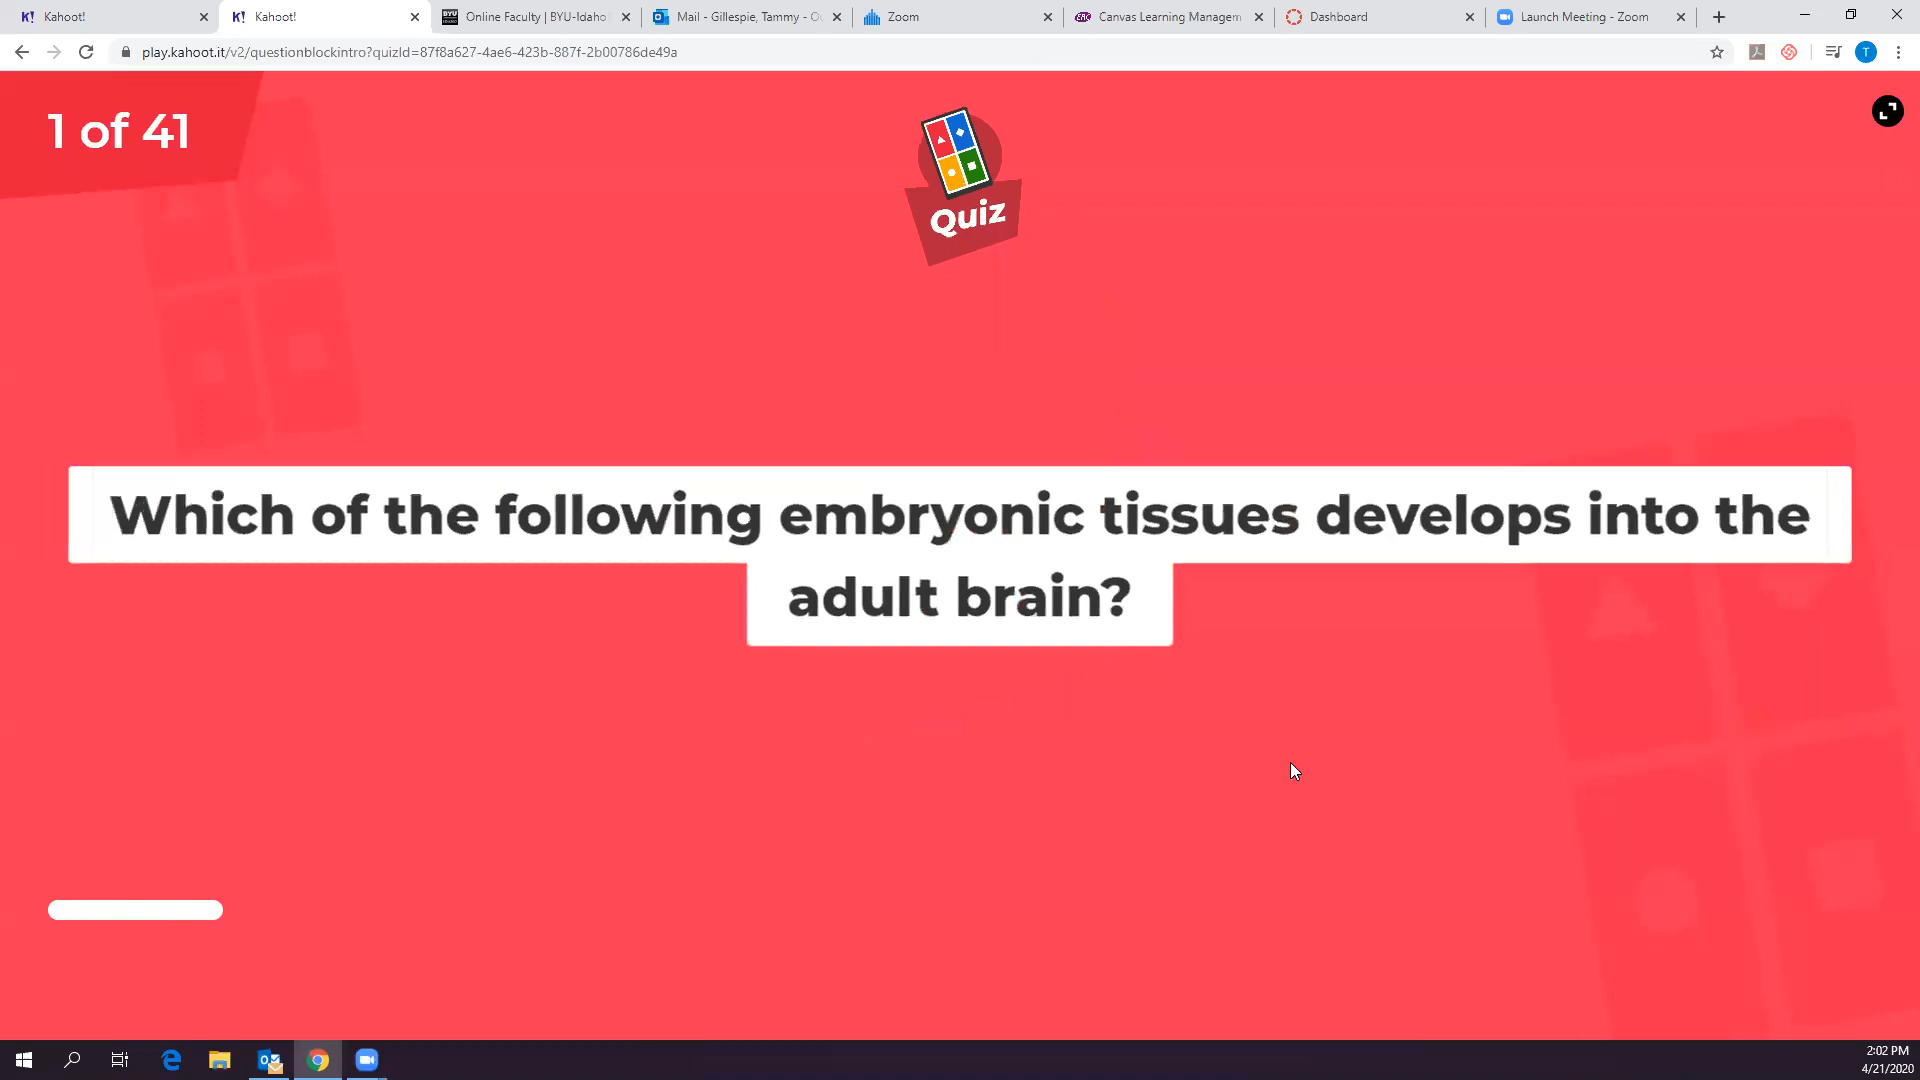 Kahoot!
Kahoot!
Online Faculty | BYU-Idaho
Mail - Gillespie, Tammy - Ou
Zoom
Canvas Learning Managem
Dashboard
Launch Meeting - Zoom
play.kahoot.it/v2/questionblockintro?quizId=87f8a627-4ae6-423b-887f-2b00786de49a
T
1 of 41
Quiz
Which of the following embryonic tissues develops into the
adult brain?
2:02 PM
4/21/2020